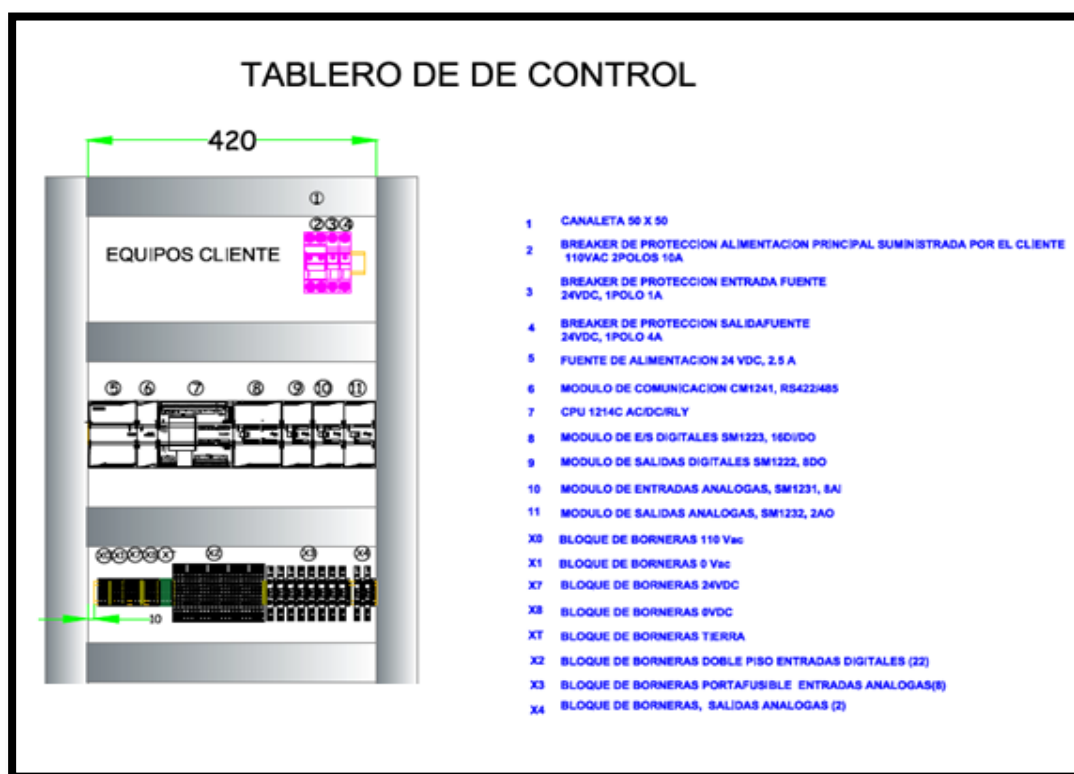 TABLERO DE DE CONTROL
420
①
②③④
EQUIPOS CLIENTE
⑤ ⑥ ⑦ ⑧ ⑨ ⑩ ⑪
X0 X1 X7 X8 XT X2 X3 X4
10
1 CANALETA 50 X 50
2 BREAKER DE PROTECCION ALIMENTACION PRINCIPAL SUMINISTRADA POR EL CLIENTE
110VAC 2POLOS 10A
3 BREAKER DE PROTECCION ENTRADA FUENTE
24VDC, 1POLO 1A
4 BREAKER DE PROTECCION SALIDAFUENTE
24VDC, 1POLO 4A
5 FUENTE DE ALIMENTACION 24 VDC, 2.5 A
6 MODULO DE COMUNICACION CM1241, RS422/485
7 CPU 1214C AC/DC/RLY
8 MODULO DE E/S DIGITALES SM1223, 16DI/DO
9 MODULO DE SALIDAS DIGITALES SM1222, 8DO
10 MODULO DE ENTRADAS ANALOGAS, SM1231, 8AI
11 MODULO DE SALIDAS ANALOGAS, SM1232, 2AO
X0 BLOQUE DE BORNERAS 110 Vac
X1 BLOQUE DE BORNERAS 0 Vac
X7 BLOQUE DE BORNERAS 24VDC
X8 BLOQUE DE BORNERAS 0VDC
XT BLOQUE DE BORNERAS TIERRA
X2 BLOQUE DE BORNERAS DOBLE PISO ENTRADAS DIGITALES (22)
X3 BLOQUE DE BORNERAS PORTAFUSIBLE ENTRADAS ANALOGAS(8)
X4 BLOQUE DE BORNERAS, SALIDAS ANALOGAS (2)